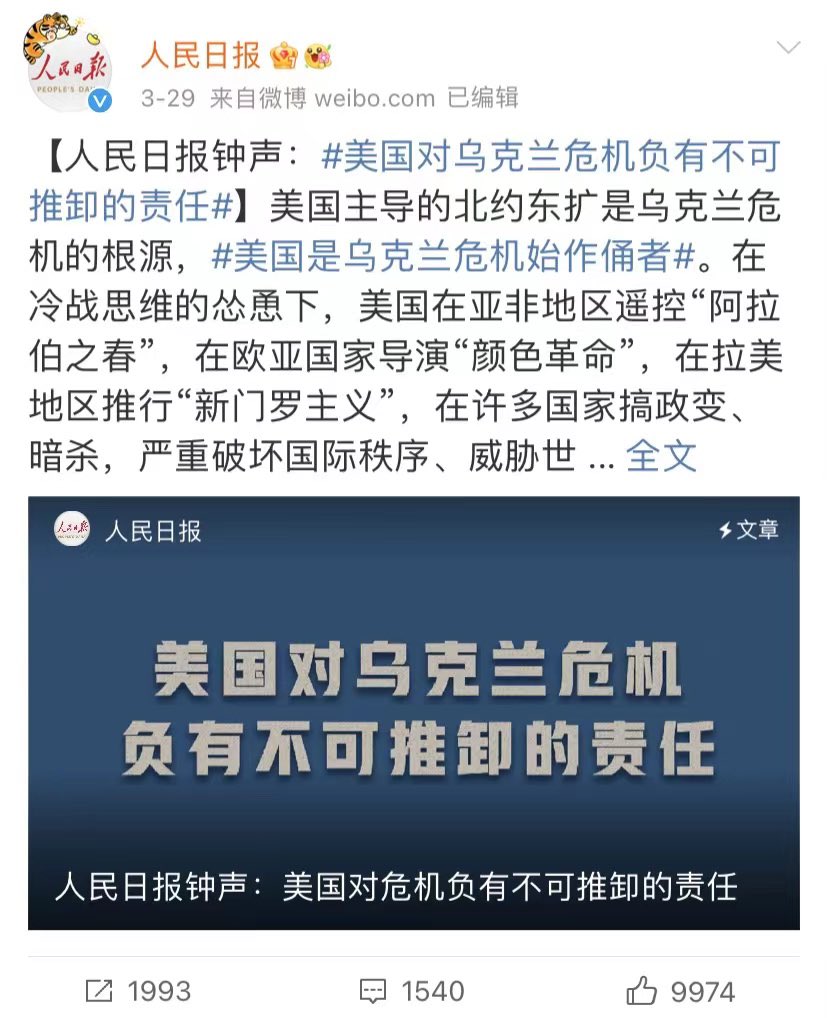 人民日报
PEOPLE'S DA
人民日报
3-29 来自微博 weibo.com 已编辑
【人民日报钟声：#美国对乌克兰危机负有不可
推卸的责任#】美国主导的北约东扩是乌克兰危
机的根源，#美国是乌克兰危机始作俑者#。在
冷战思维的怂恿下，美国在亚非地区遥控“阿拉
伯之春”，在欧亚国家导演“颜色革命”，在拉美
地区推行“新门罗主义”，在许多国家搞政变、
暗杀，严重破坏国际秩序、威胁世 ... 全文
人民日报
人民日报
文章
美国对乌克兰危机
负有不可推卸的责任
人民日报钟声：美国对危机负有不可推卸的责任
1993
1540
9974